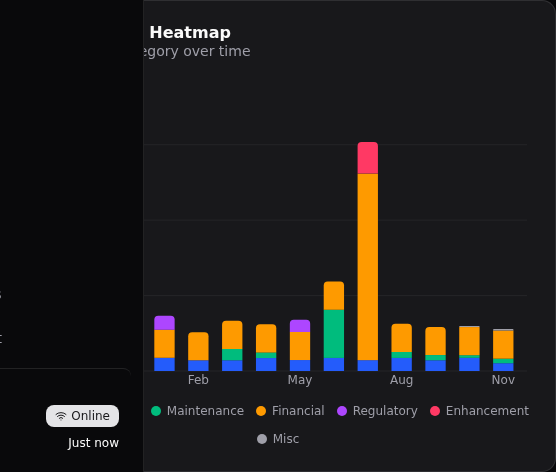 Heatmap
egory over time
Feb May Aug Nov
Maintenance Financial Regulatory Enhancement
Misc
Online
Just now